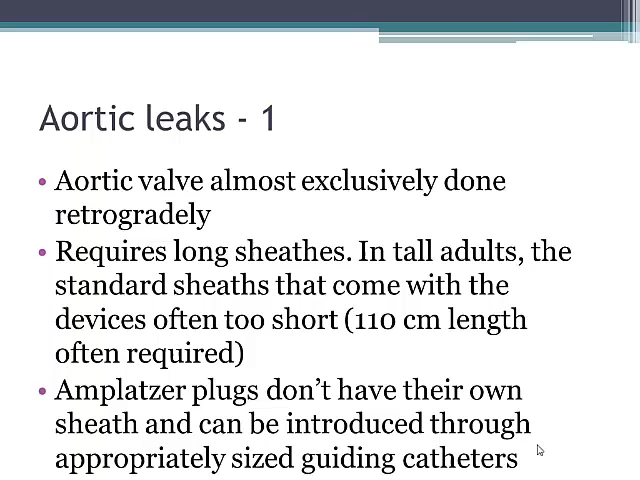 Aortic leaks - 1
• Aortic valve almost exclusively done
retrogradely
• Requires long sheathes. In tall adults, the
standard sheaths that come with the
devices often too short (110 cm length
often required)
• Amplatzer plugs don’t have their own
sheath and can be introduced through
appropriately sized guiding catheters